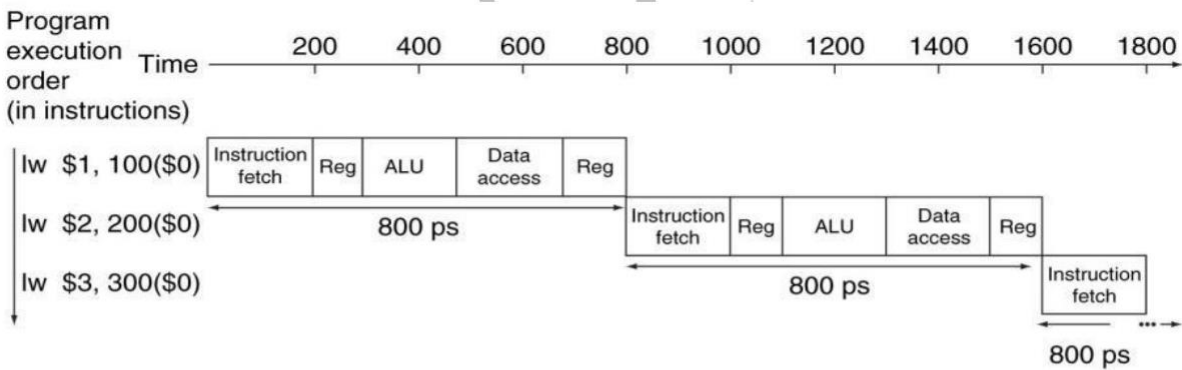 Program
execution
order
(in instructions)
Time
200 400 600 800 1000 1200 1400 1600 1800
lw $1, 100($0)
Instruction
fetch
Reg
ALU
Data
access
Reg
800 ps
lw $2, 200($0)
Instruction
fetch
Reg
ALU
Data
access
Reg
800 ps
lw $3, 300($0)
Instruction
fetch
...
800 ps